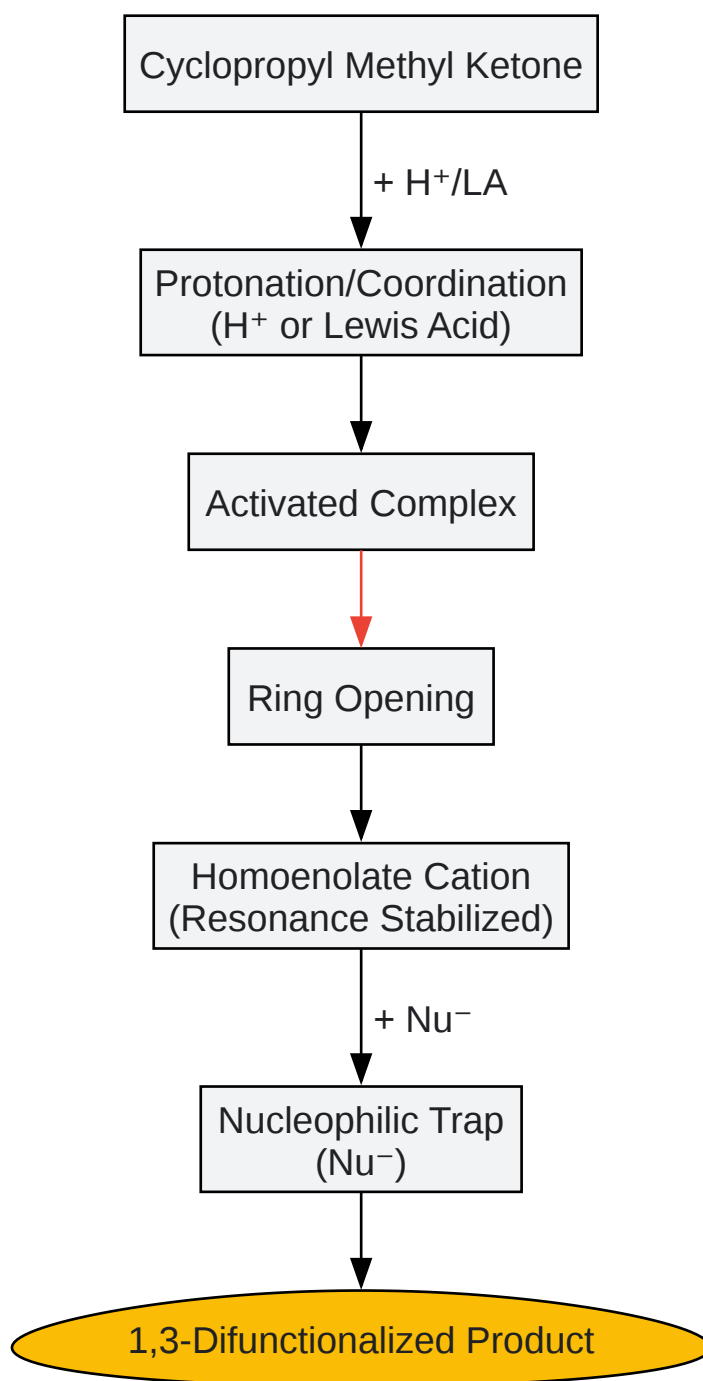 Cyclopropyl Methyl Ketone
+ H⁺/LA
Protonation/Coordination
(H⁺ or Lewis Acid)
Activated Complex
Ring Opening
Homoenolate Cation
(Resonance Stabilized)
+ Nu⁻
Nucleophilic Trap
(Nu⁻)
1,3-Difunctionalized Product